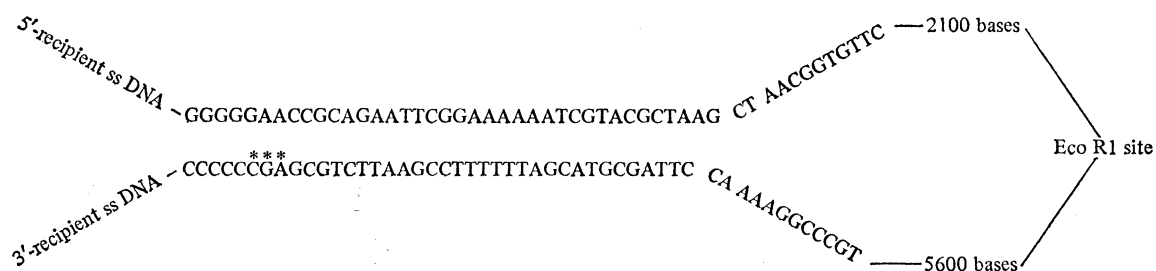 5'-recipient ss DNA
GGGGGAACCGCAGAATTCGGAAAAAATCGTACGCTAAG CT AACGGTGTTC 2100 bases
Eco R1 site
***
3'-recipient ss DNA
CCCCCCGAGCGTCTTAAGCCTTTTTTAGCATGCGATTC CA AAAGGCCCGT 5600 bases